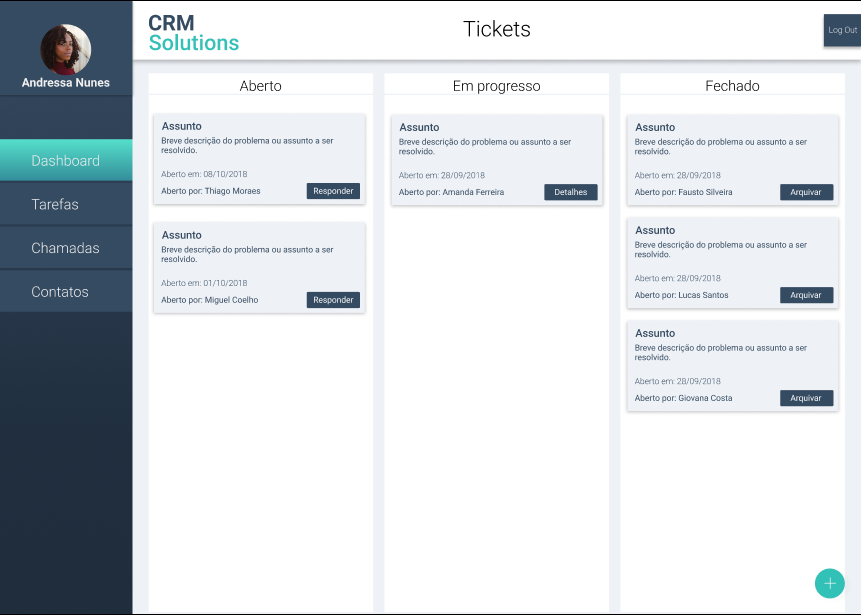 CRM
Solutions
Tickets
Log Out
Andressa Nunes
Dashboard
Tarefas
Chamadas
Contatos
Aberto
Assunto
Breve descrição do problema ou assunto a ser
resolvido.
Aberto em: 08/10/2018
Aberto por: Thiago Moraes
Responder
Assunto
Breve descrição do problema ou assunto a ser
resolvido.
Aberto em: 01/10/2018
Aberto por: Miguel Coelho
Responder
Em progresso
Assunto
Breve descrição do problema ou assunto a ser
resolvido.
Aberto em: 28/09/2018
Aberto por: Amanda Ferreira
Detalhes
Fechado
Assunto
Breve descrição do problema ou assunto a ser
resolvido.
Aberto em: 28/09/2018
Aberto por: Fausto Silveira
Arquivar
Assunto
Breve descrição do problema ou assunto a ser
resolvido.
Aberto em: 28/09/2018
Aberto por: Lucas Santos
Arquivar
Assunto
Breve descrição do problema ou assunto a ser
resolvido.
Aberto em: 28/09/2018
Aberto por: Giovana Costa
Arquivar
+